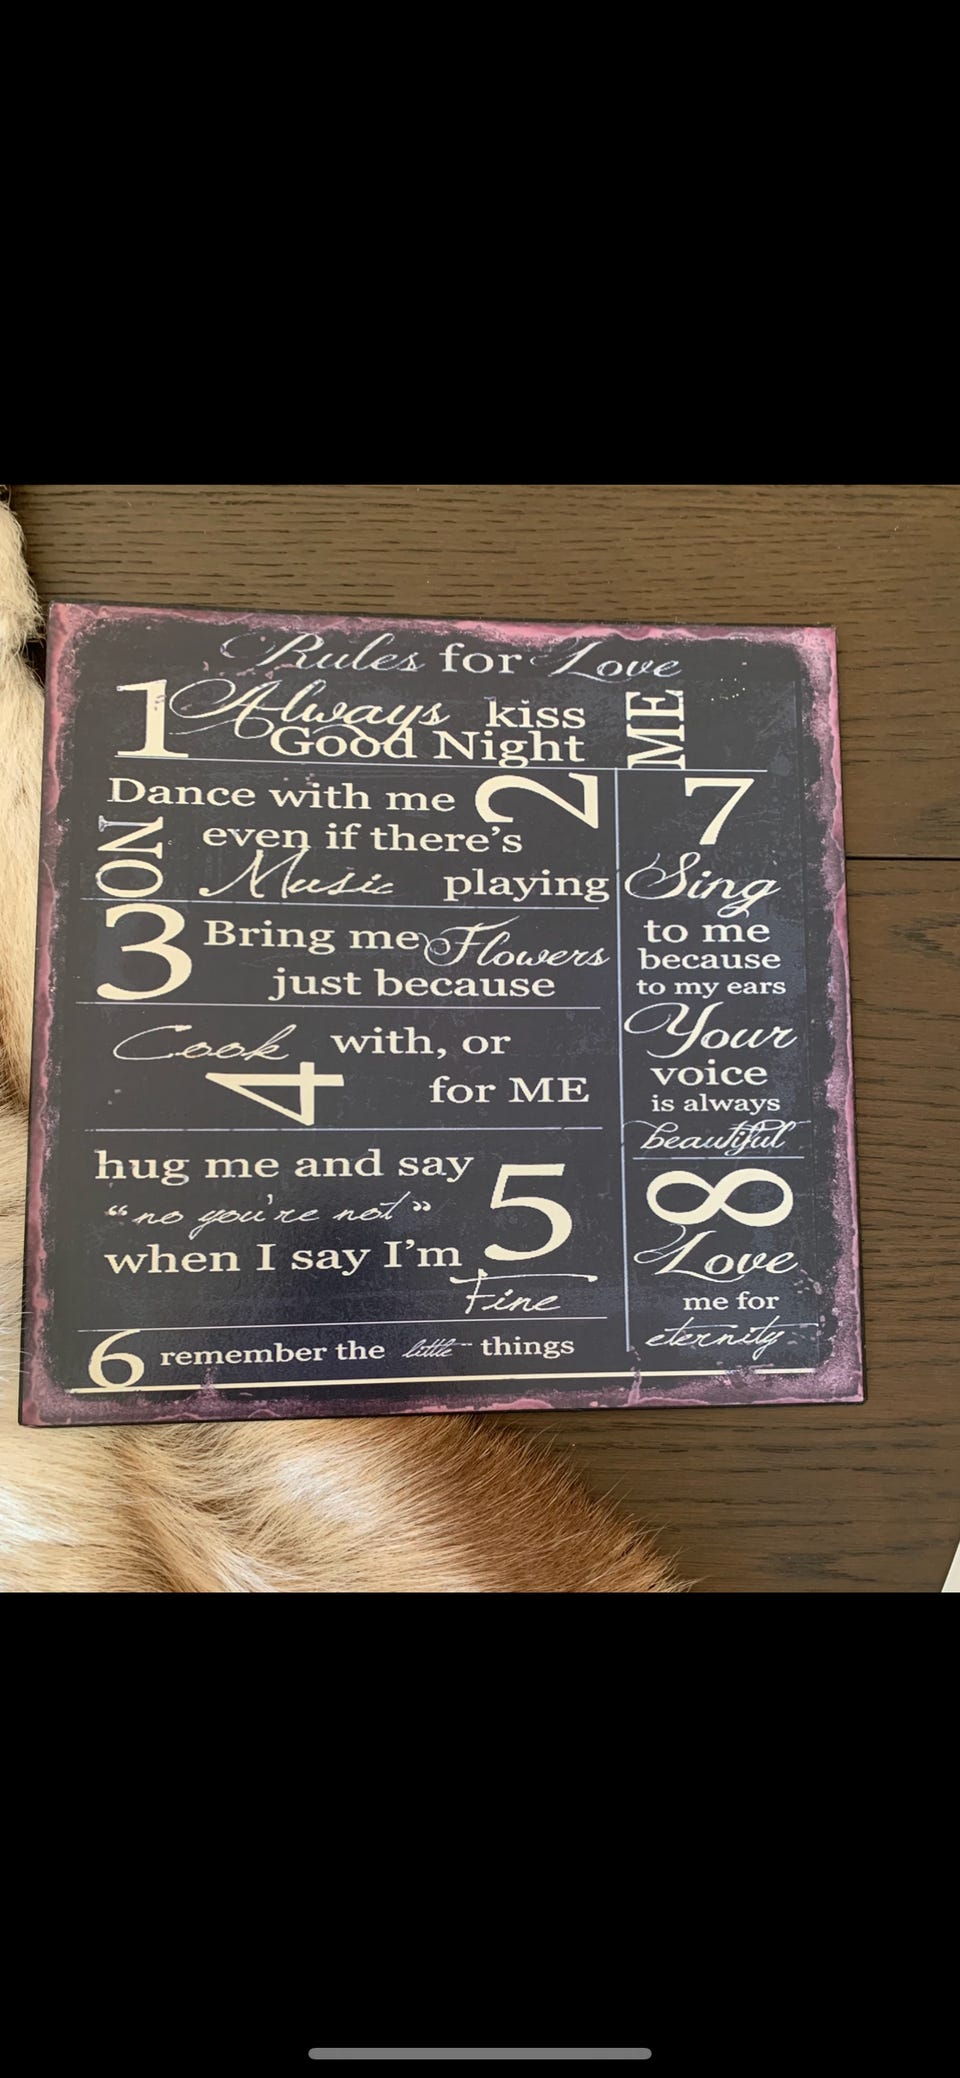 Rules for Love
1 Always kiss ME
Good Night
Dance with me 2
even if there's
NO Music playing
3 Bring me Flowers
just because
Cook with, or
4 for ME
hug me and say 5
“no you're not”
when I say I'm
Fine
6 remember the little things
7
Sing
to me
because
to my ears
Your
voice
is always
beautiful
8
Love
me for
eternity